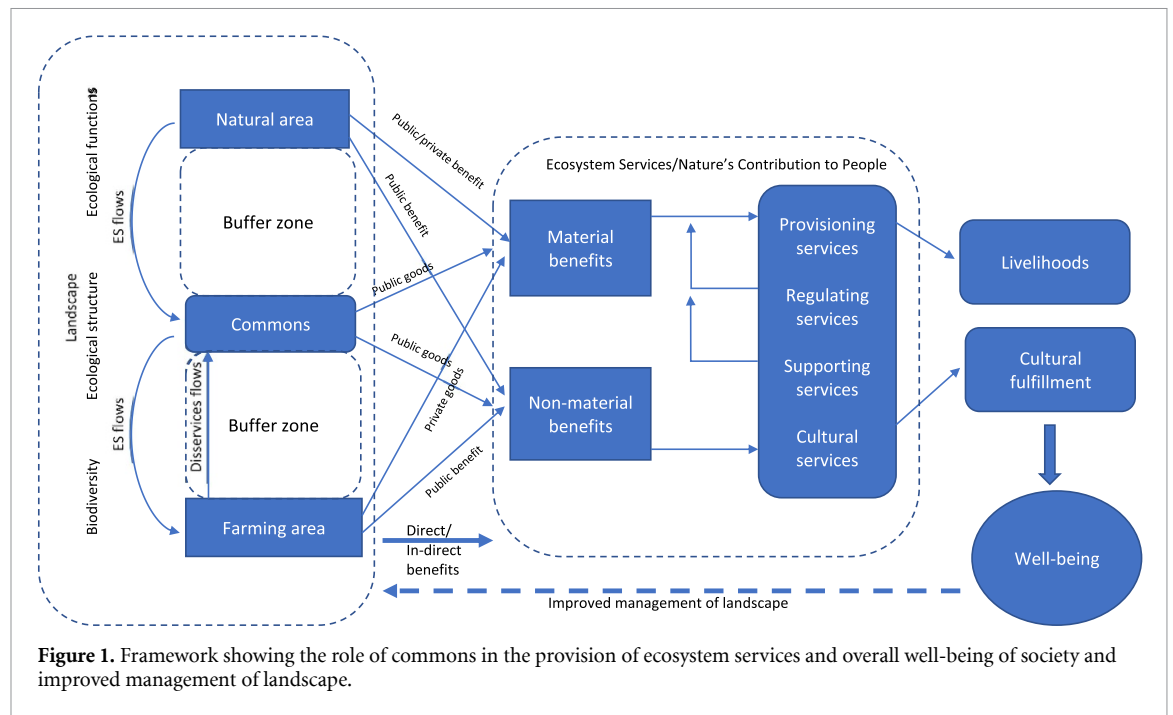 Landscape
Ecological functions
Ecological structure
Biodiversity
ES flows
ES flows
Natural area
Buffer zone
Commons
Disservices flows
Buffer zone
Farming area
Public/private benefit
Public benefit
Public goods
Public goods
Private goods
Public benefit
Direct/
In-direct
benefits
Ecosystem Services/Nature's Contribution to People
Material
benefits
Non-material
benefits
Provisioning
services
Regulating
services
Supporting
services
Cultural
services
Livelihoods
Cultural
fulfillment
Well-being
Improved management of landscape
Figure 1. Framework showing the role of commons in the provision of ecosystem services and overall well-being of society and
improved management of landscape.